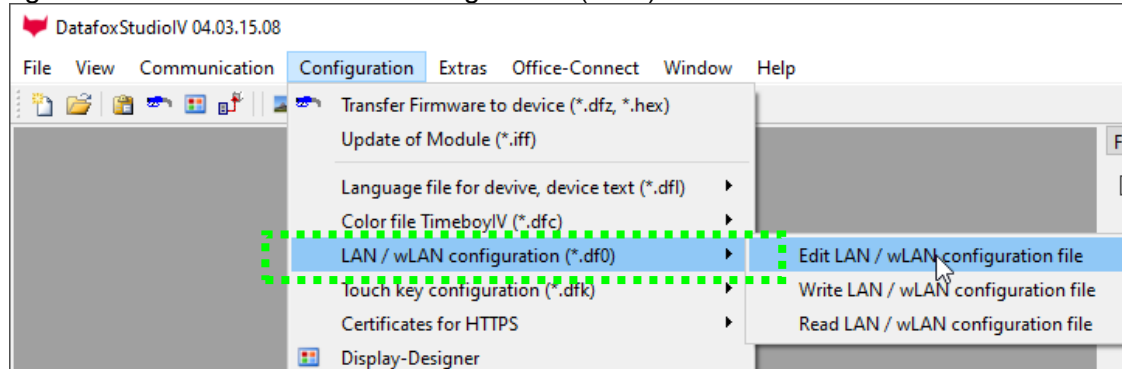 DatafoxStudioIV 04.03.15.08
File View Communication Configuration Extras Office-Connect Window Help
Transfer Firmware to device (*.dfz, *.hex)
Update of Module (*.iff)
Language file for devive, device text (*.dfl)
Color file TimeboyIV (*.dfc)
LAN / wLAN configuration (*.df0)
Edit LAN / wLAN configuration file
Touch key configuration (*.dfk)
Write LAN / wLAN configuration file
Certificates for HTTPS
Read LAN / wLAN configuration file
Display-Designer